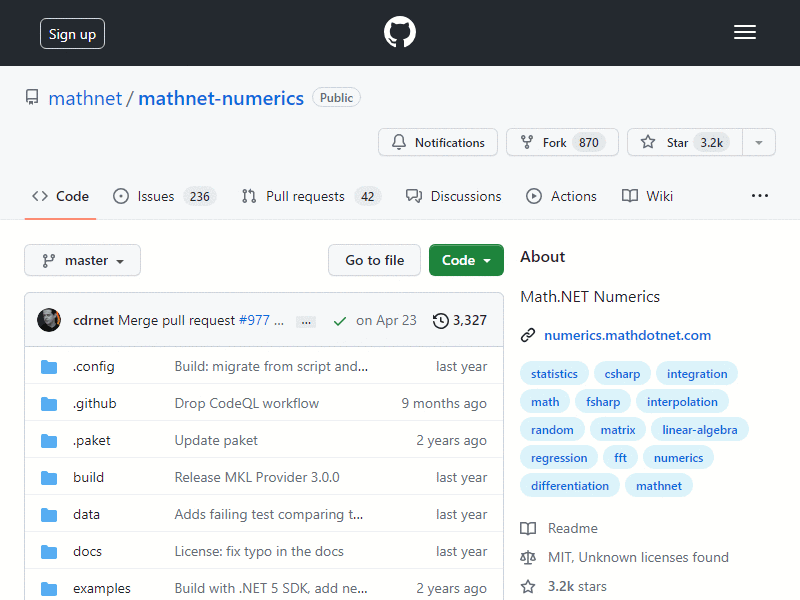 Sign up
mathnet / mathnet-numerics Public
Notifications Fork 870 Star 3.2k
Code Issues 236 Pull requests 42 Discussions Actions Wiki ...
master Go to file Code
cdrnet Merge pull request #977 ... ... on Apr 23 3,327
.config Build: migrate from script and... last year
.github Drop CodeQL workflow 9 months ago
.paket Update paket 2 years ago
build Release MKL Provider 3.0.0 last year
data Adds failing test comparing t... last year
docs License: fix typo in the docs last year
examples Build with .NET 5 SDK, add ne... 2 years ago
About
Math.NET Numerics
numerics.mathdotnet.com
statistics csharp integration
math fsharp interpolation
random matrix linear-algebra
regression fft numerics
differentiation mathnet
Readme
MIT, Unknown licenses found
3.2k stars